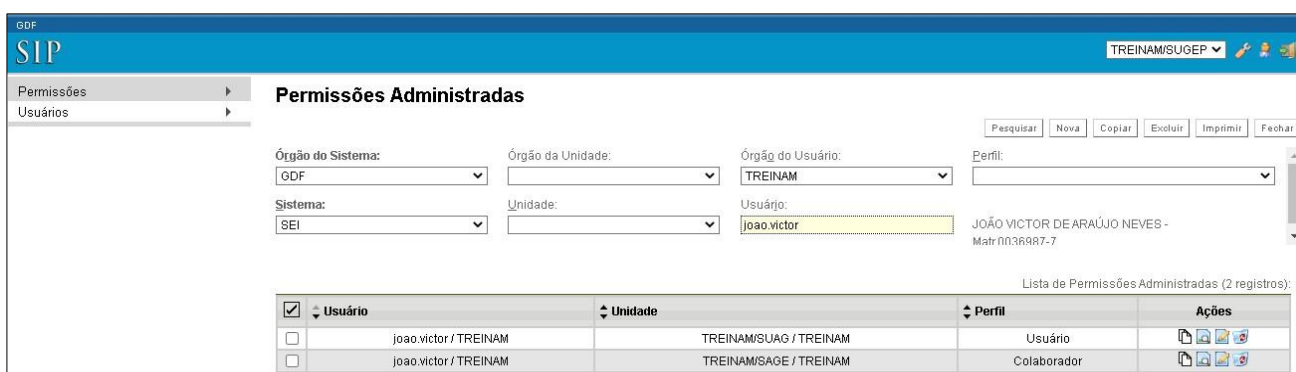 GDF
SIP
TREINAM/SUGEP
Permissões
Usuários
Permissões Administradas
Pesquisar Nova Copiar Excluir Imprimir Fechar
Órgão do Sistema: Órgão da Unidade: Órgão do Usuário: Perfil:
GDF TREINAM
Sistema: Unidade: Usuário:
SEI joao.victor JOÃO VICTOR DE ARAÚJO NEVES -
Matr.0036987-7
Lista de Permissões Administradas (2 registros):
Usuário Unidade Perfil Ações
joao.victor / TREINAM TREINAM/SUAG / TREINAM Usuário
joao.victor / TREINAM TREINAM/SAGE / TREINAM Colaborador